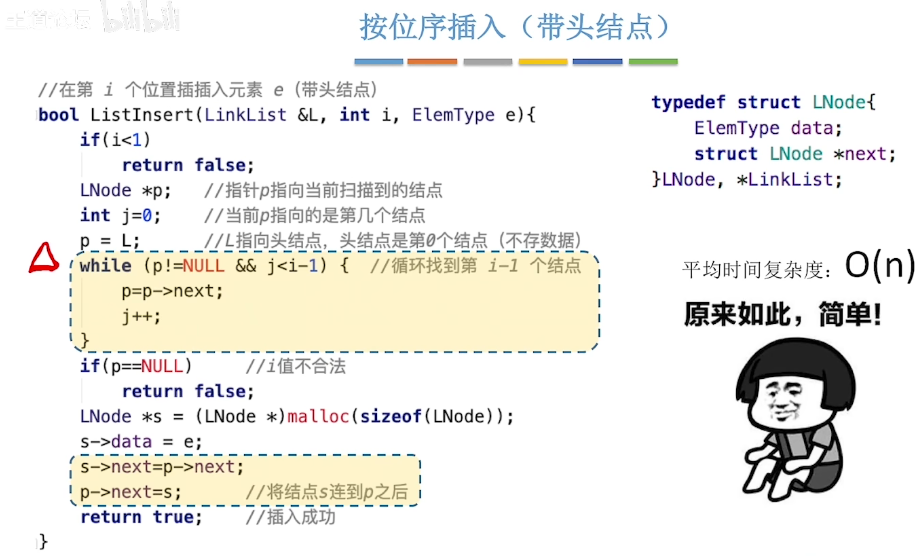 bilibili
按位序插入（带头结点）
//在第 i 个位置插插入元素 e（带头结点）
bool ListInsert(LinkList &L, int i, ElemType e){
if(i<1)
return false;
LNode *p; //指针p指向当前扫描到的结点
int j=0; //当前p指向的是第几个结点
p = L; //L指向头结点，头结点是第0个结点（不存数据）
while (p!=NULL && j<i-1) { //循环找到第 i-1 个结点
p=p->next;
j++;
}
if(p==NULL) //i值不合法
return false;
LNode *s = (LNode *)malloc(sizeof(LNode));
s->data = e;
s->next=p->next;
p->next=s; //将结点s连到p之后
return true; //插入成功
}
typedef struct LNode{
ElemType data;
struct LNode *next;
}LNode, *LinkList;
平均时间复杂度：O(n)
原来如此，简单!